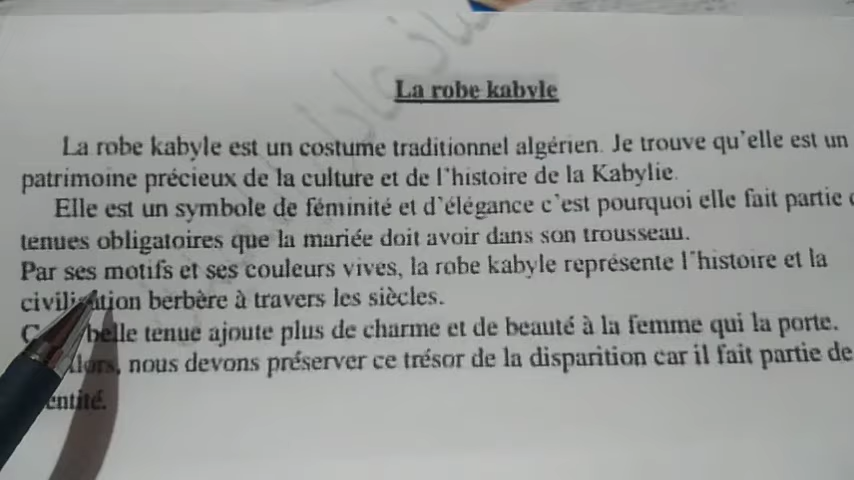 La robe kabyle
La robe kabyle est un costume traditionnel algérien. Je trouve qu'elle est un
patrimoine précieux de la culture et de l'histoire de la Kabylie.
Elle est un symbole de féminité et d'élégance c'est pourquoi elle fait partie
tenues obligatoires que la mariée doit avoir dans son trousseau.
Par ses motifs et ses couleurs vives, la robe kabyle représente l'histoire et la
civilisation berbère à travers les siècles.
belle tenue ajoute plus de charme et de beauté à la femme qui la porte.
nous devons préserver ce trésor de la disparition car il fait partie de